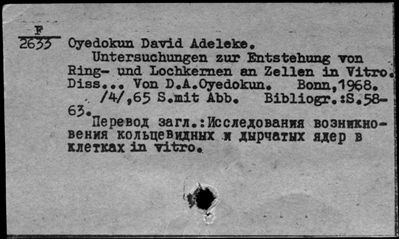 F
2633 Oyedokun David Adeleke.
Untersuchungen zur Entstehung von
Ring- und Lochkernen an Zellen in Vitro.
Diss... Von D.A.Oyedokun. Bonn,1968.
/4/,65 S.mit Abb. Bibliogr.:S.58-
63.
Перевод загл.:Исследования возникно-
вения кольцевидных и дырчатых ядер в
клетках in vitro.